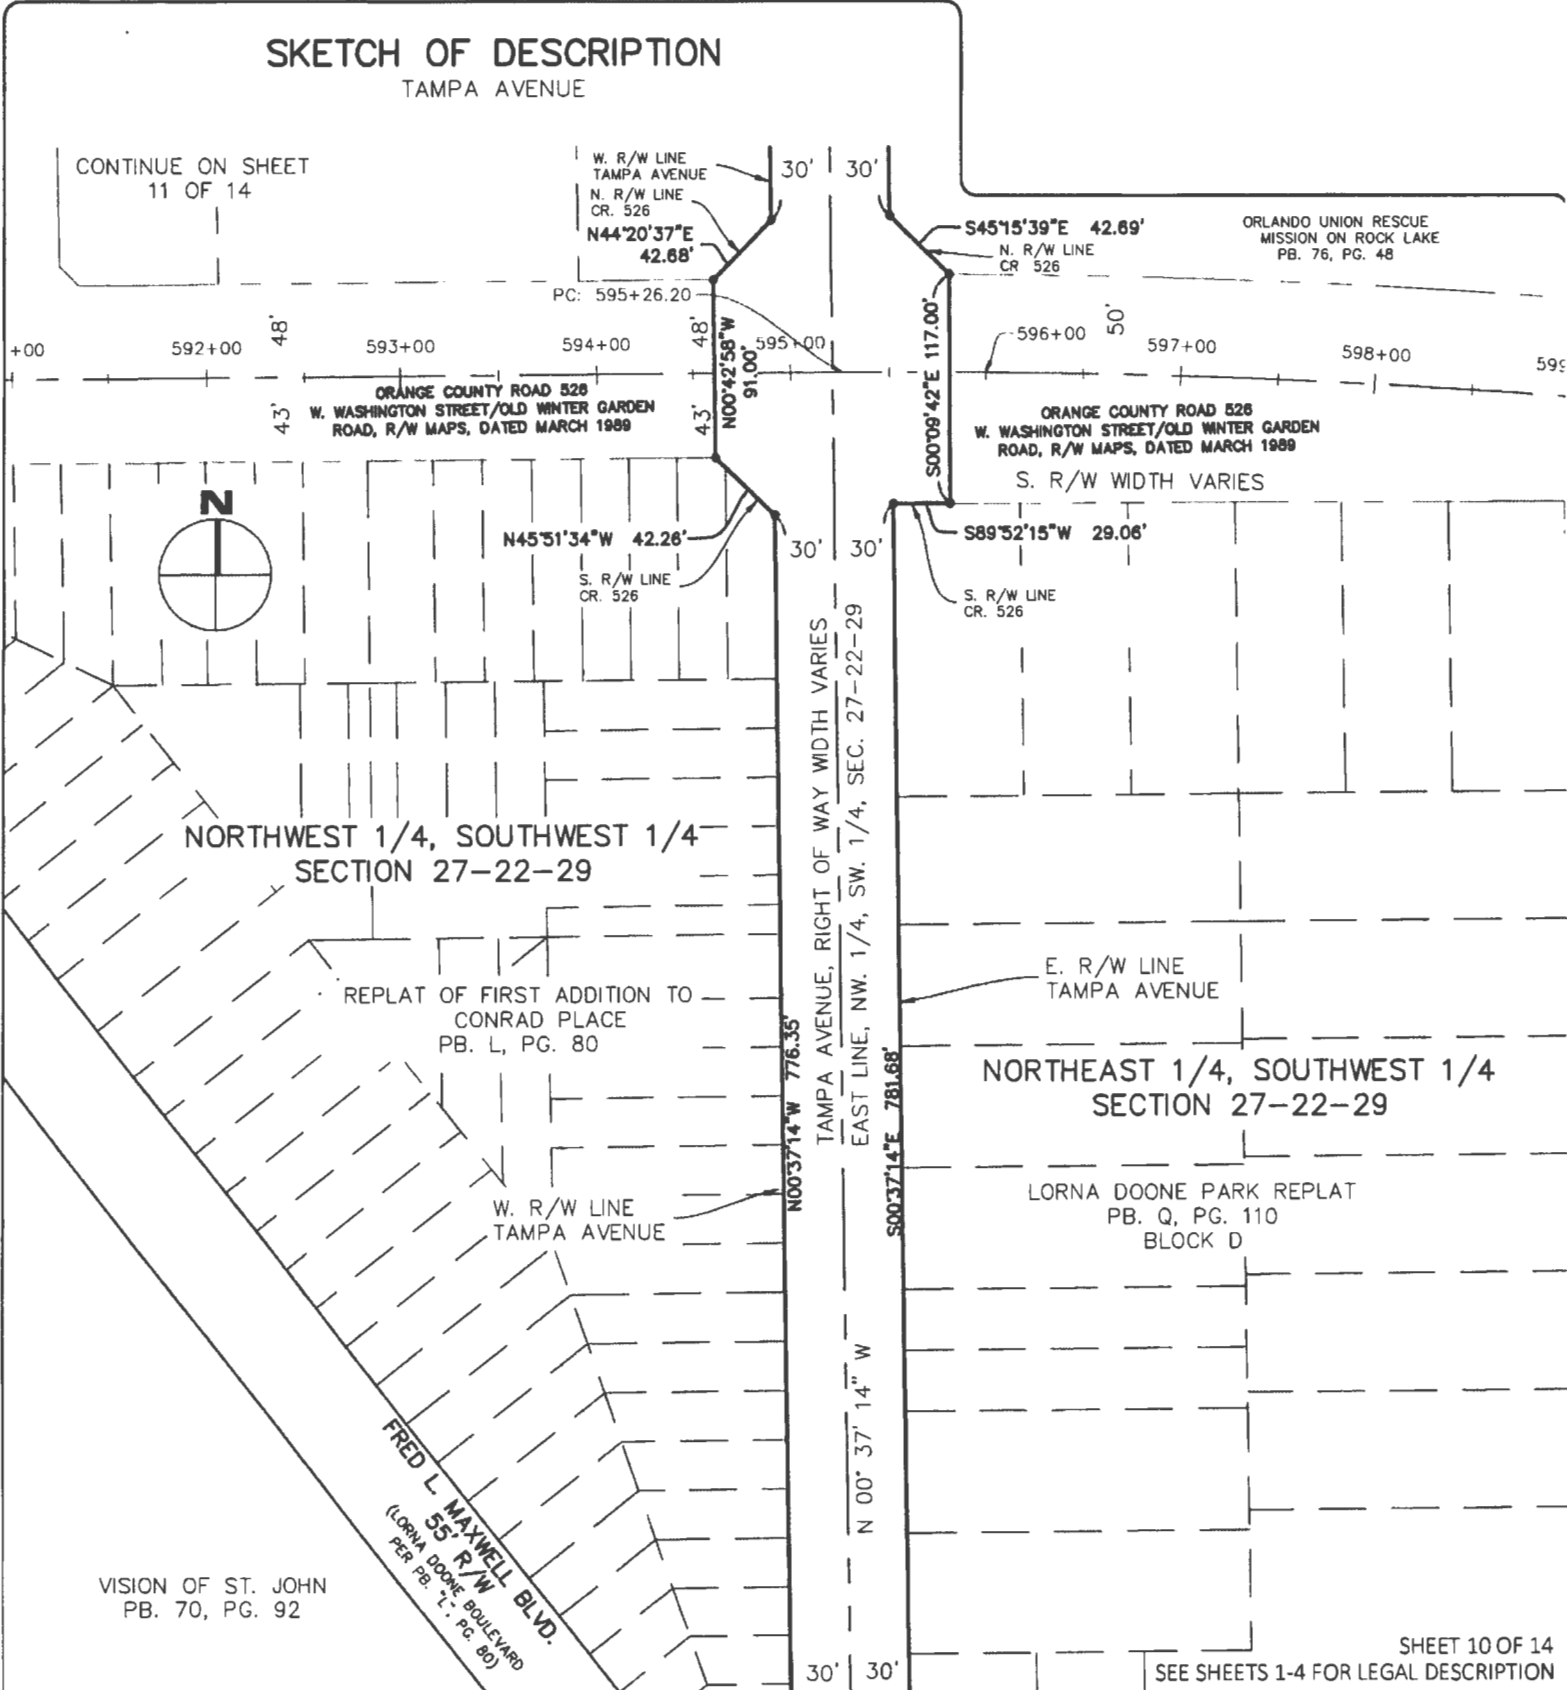 SKETCH OF DESCRIPTION
TAMPA AVENUE
CONTINUE ON SHEET
11 OF 14
W. R/W LINE
TAMPA AVENUE
N. R/W LINE
CR. 526
N44°20'37"E
42.68'
30'
30'
S45°15'39"E 42.69'
N. R/W LINE
CR 526
ORLANDO UNION RESCUE
MISSION ON ROCK LAKE
PB. 76, PG. 48
PC: 595+26.20
+00
592+00
48'
593+00
594+00
48'
N00°42'58"W
91.00'
595+00
S00°09'42"E 117.00'
596+00
50'
597+00
598+00
599
43'
ORANGE COUNTY ROAD 526
W. WASHINGTON STREET/OLD WINTER GARDEN
ROAD, R/W MAPS, DATED MARCH 1989
43'
ORANGE COUNTY ROAD 526
W. WASHINGTON STREET/OLD WINTER GARDEN
ROAD, R/W MAPS, DATED MARCH 1989
S. R/W WIDTH VARIES
N
N45°51'34"W 42.26'
S. R/W LINE
CR. 526
30'
30'
S89°52'15"W 29.06'
S. R/W LINE
CR. 526
TAMPA AVENUE, RIGHT OF WAY WIDTH VARIES
EAST LINE, NW. 1/4, SW. 1/4, SEC. 27-22-29
NORTHWEST 1/4, SOUTHWEST 1/4
SECTION 27-22-29
REPLAT OF FIRST ADDITION TO
CONRAD PLACE
PB. L, PG. 80
E. R/W LINE
TAMPA AVENUE
N00°37'14"W 776.35'
S00°37'14"E 781.68'
NORTHEAST 1/4, SOUTHWEST 1/4
SECTION 27-22-29
W. R/W LINE
TAMPA AVENUE
LORNA DOONE PARK REPLAT
PB. Q, PG. 110
BLOCK D
N 00° 37' 14" W
FRED L. MAXWELL BLVD.
55' R/W
(LORNA DOONE BOULEVARD
PER PB. "L", PG. 80)
VISION OF ST. JOHN
PB. 70, PG. 92
30'
30'
SHEET 10 OF 14
SEE SHEETS 1-4 FOR LEGAL DESCRIPTION